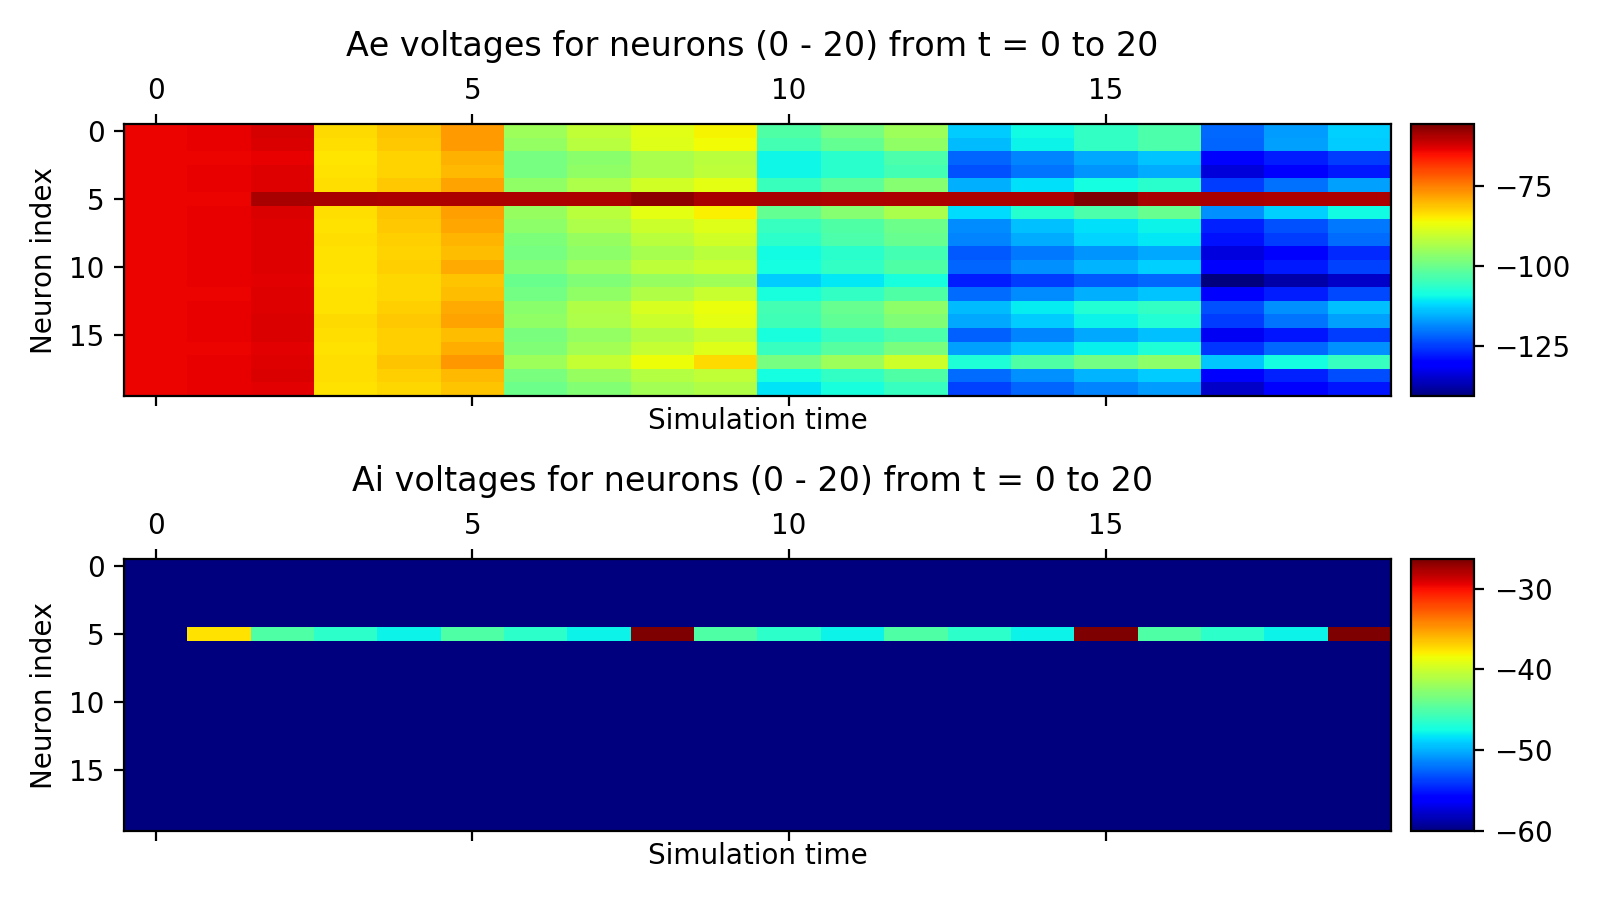 Ae voltages for neurons (0 - 20) from t = 0 to 20
0 5 10 15
0
5
10
15
Neuron index
Simulation time
−75
−100
−125
Ai voltages for neurons (0 - 20) from t = 0 to 20
0 5 10 15
0
5
10
15
Neuron index
Simulation time
−30
−40
−50
−60